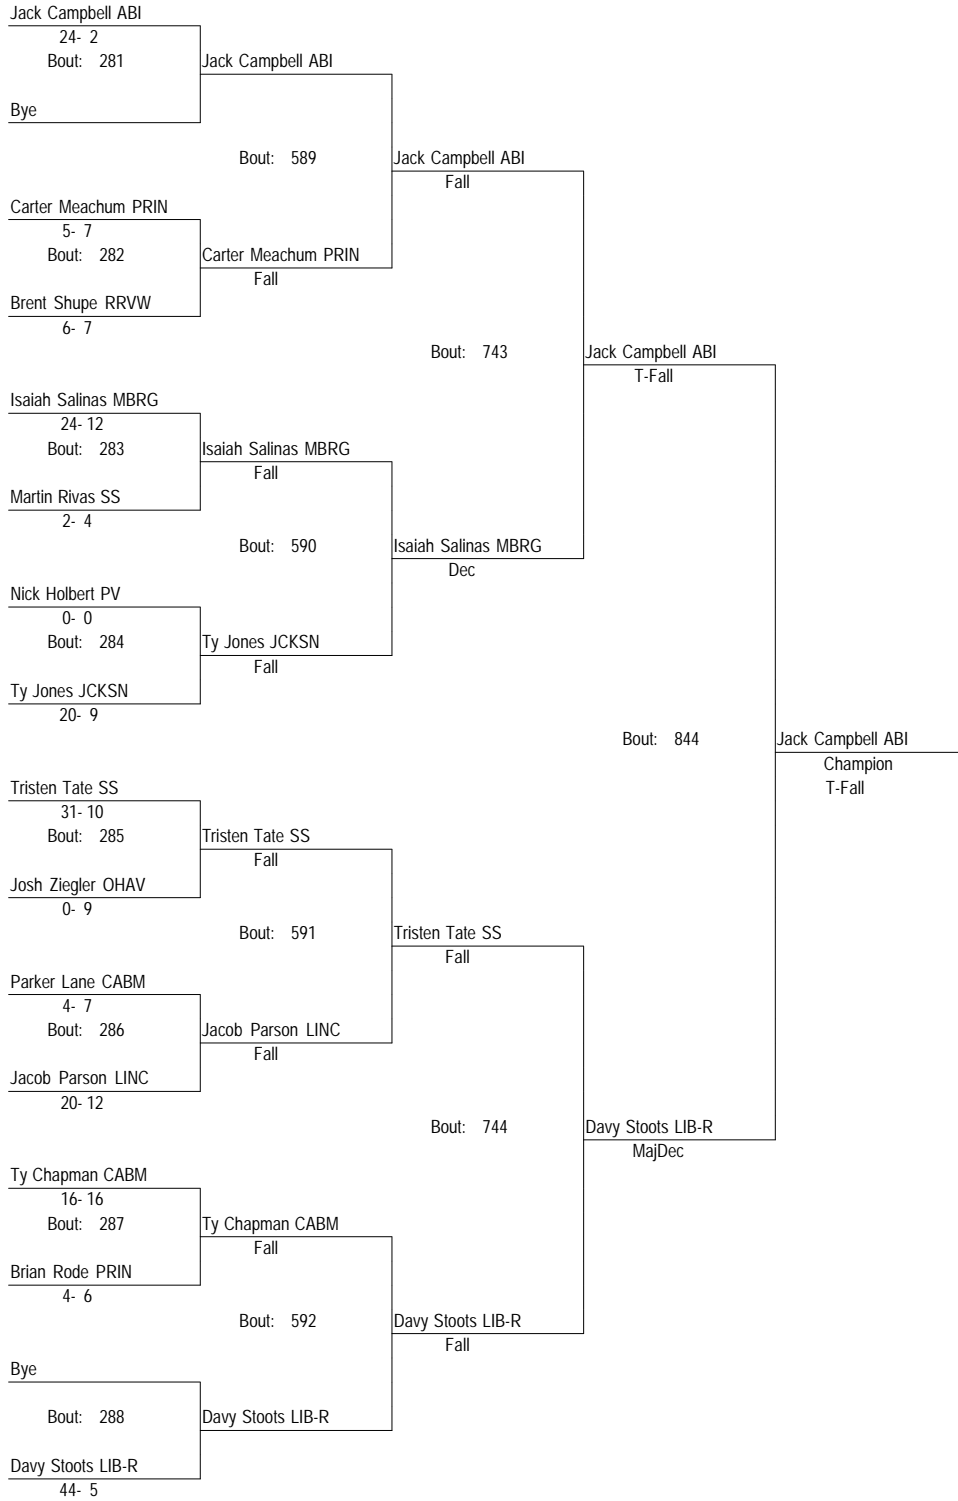 Jack Campbell ABI
24- 2
Bout: 281
Jack Campbell ABI
Bye
Bout: 589
Jack Campbell ABI
Fall
Carter Meachum PRIN
5- 7
Bout: 282
Carter Meachum PRIN
Fall
Brent Shupe RRVW
6- 7
Bout: 743
Jack Campbell ABI
T-Fall
Isaiah Salinas MBRG
24- 12
Bout: 283
Isaiah Salinas MBRG
Fall
Martin Rivas SS
2- 4
Bout: 590
Isaiah Salinas MBRG
Dec
Nick Holbert PV
0- 0
Bout: 284
Ty Jones JCKSN
Fall
Ty Jones JCKSN
20- 9
Bout: 844
Jack Campbell ABI
Champion
T-Fall
Tristen Tate SS
31- 10
Bout: 285
Tristen Tate SS
Fall
Josh Ziegler OHAV
0- 9
Bout: 591
Tristen Tate SS
Fall
Parker Lane CABM
4- 7
Bout: 286
Jacob Parson LINC
Fall
Jacob Parson LINC
20- 12
Bout: 744
Davy Stoots LIB-R
MajDec
Ty Chapman CABM
16- 16
Bout: 287
Ty Chapman CABM
Fall
Brian Rode PRIN
4- 6
Bout: 592
Davy Stoots LIB-R
Fall
Bye
Bout: 288
Davy Stoots LIB-R
Davy Stoots LIB-R
44- 5